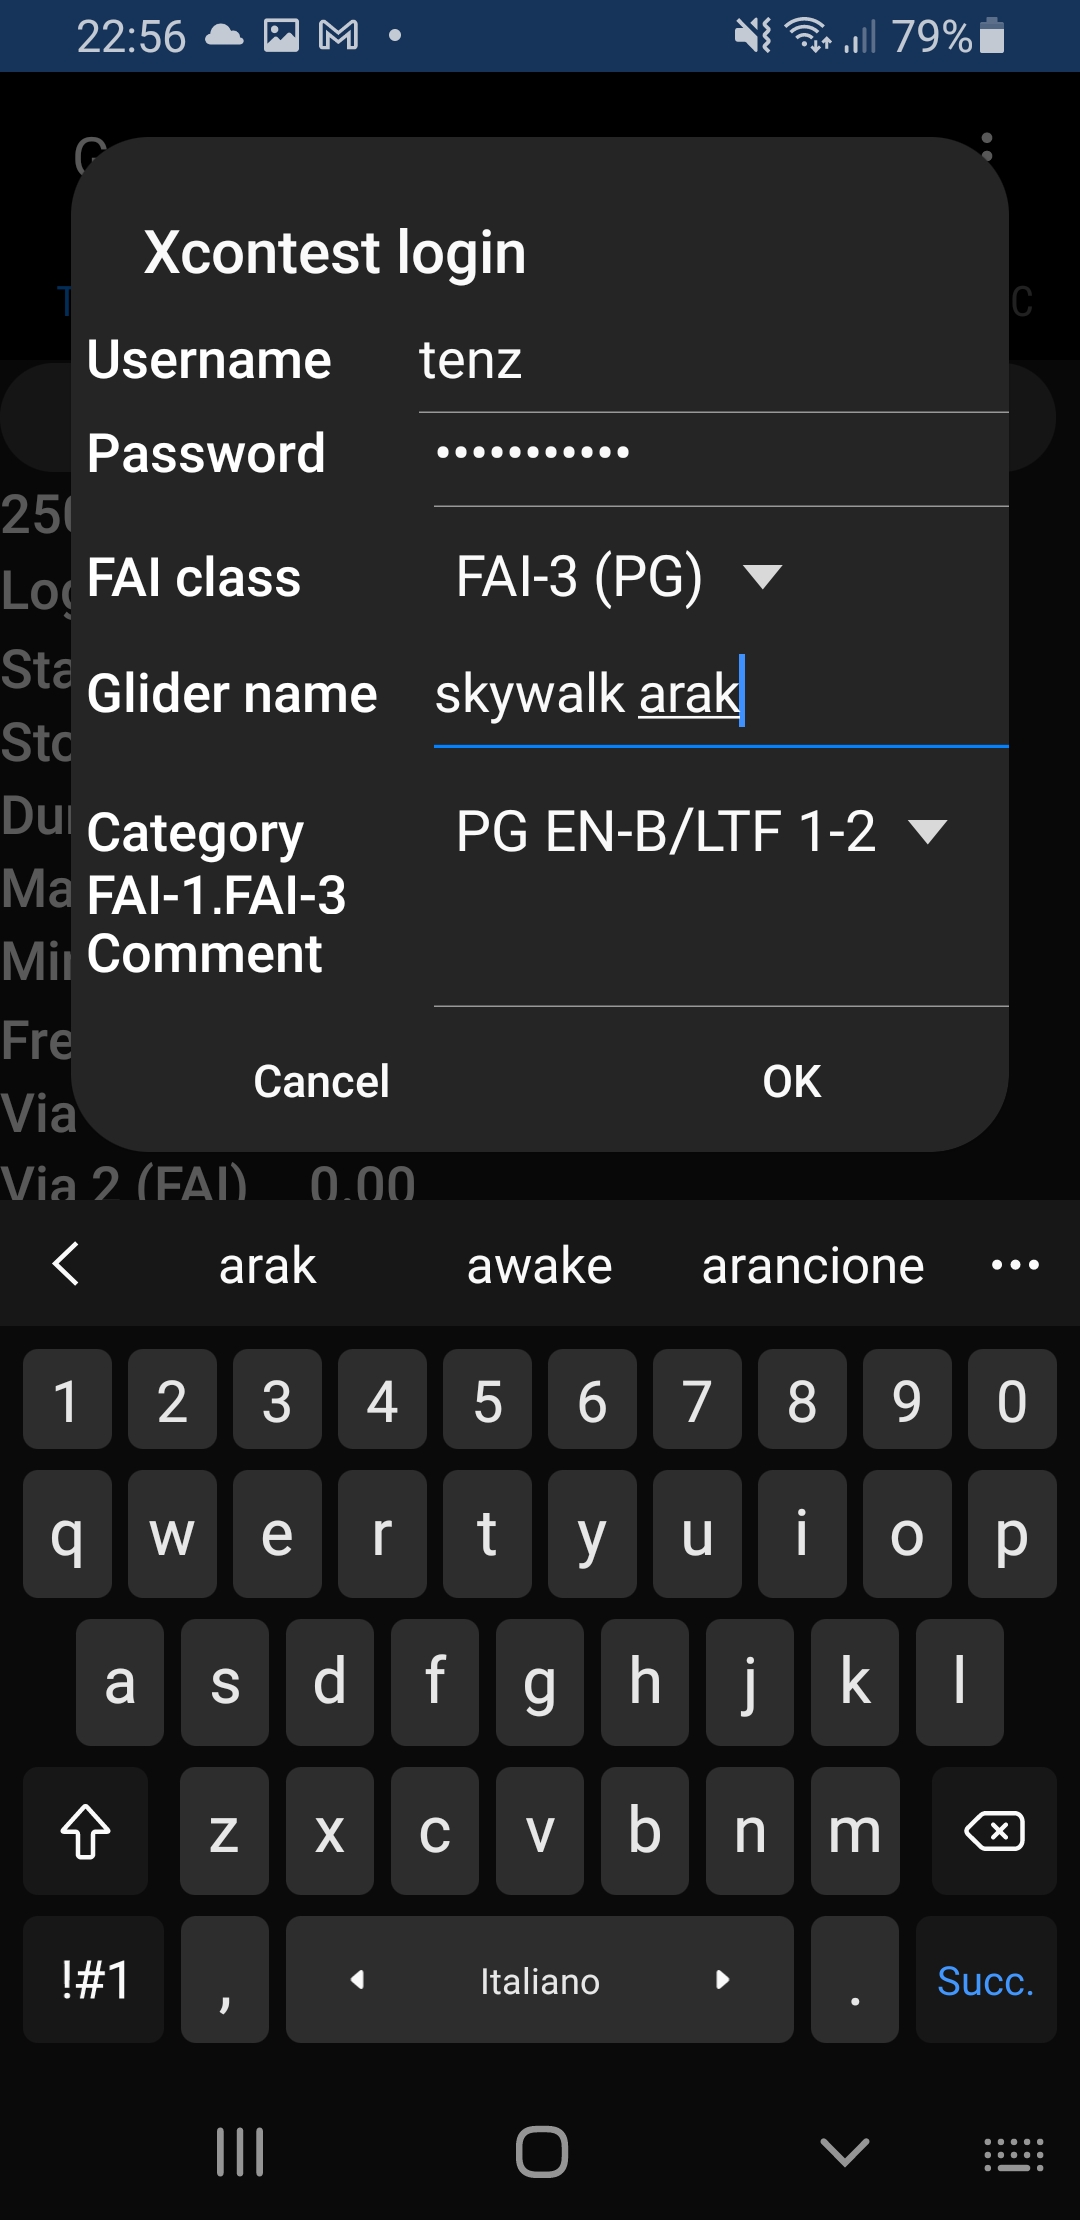 22:56 79%
Xcontest login
Username tenz
Password •••••••••••
FAI class FAI-3 (PG)
Glider name skywalk arak
Category PG EN-B/LTF 1-2
FAI-1.FAI-3
Comment
Cancel OK
Via
Via 2 (FAI) 0.00
arak awake arancione
1 2 3 4 5 6 7 8 9 0
q w e r t y u i o p
a s d f g h j k l
z x c v b n m
!#1 , Italiano . Succ.